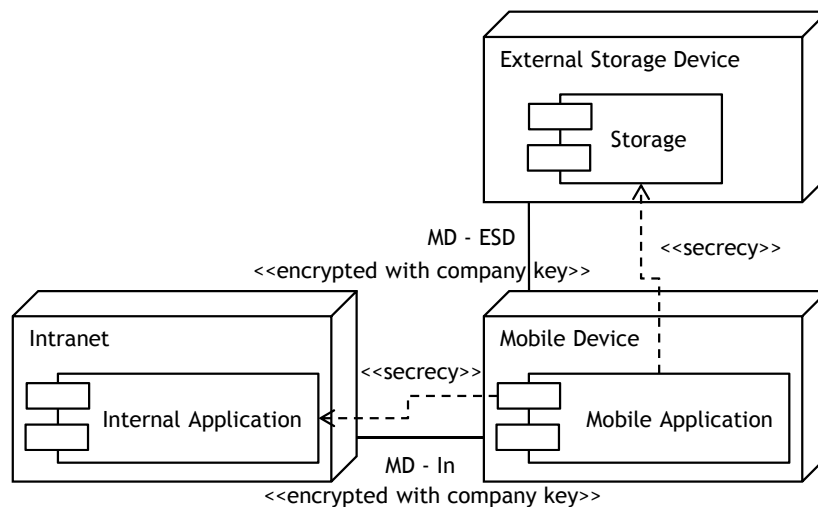 External Storage Device
Storage
MD - ESD
<<secrecy>>
<<encrypted with company key>>
Intranet
Mobile Device
<<secrecy>>
Internal Application
Mobile Application
MD - In
<<encrypted with company key>>